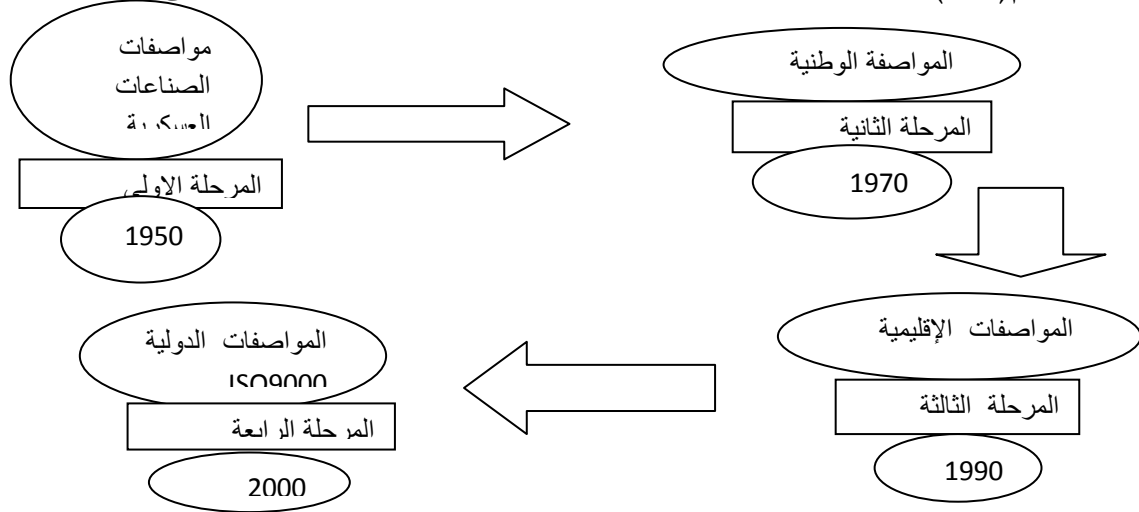 مواصفات
الصناعات
العسكرية
المرحلة الاولى
1950
المواصفة الوطنية
المرحلة الثانية
1970
المواصفات الإقليمية
المرحلة الثالثة
1990
المواصفات الدولية
ISO9000
المرحلة الرابعة
2000